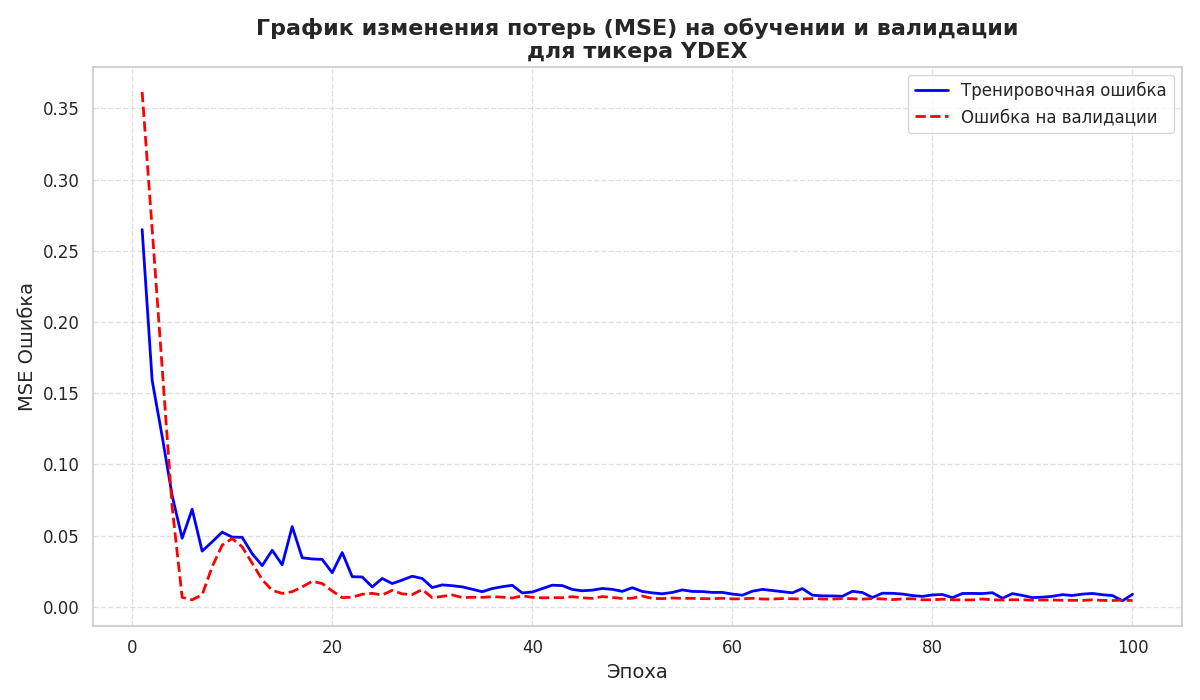 График изменения потерь (MSE) на обучении и валидации
для тикера YDEX
Тренировочная ошибка
Ошибка на валидации
MSE Ошибка
0.35
0.30
0.25
0.20
0.15
0.10
0.05
0.00
0 20 40 60 80 100
Эпоха